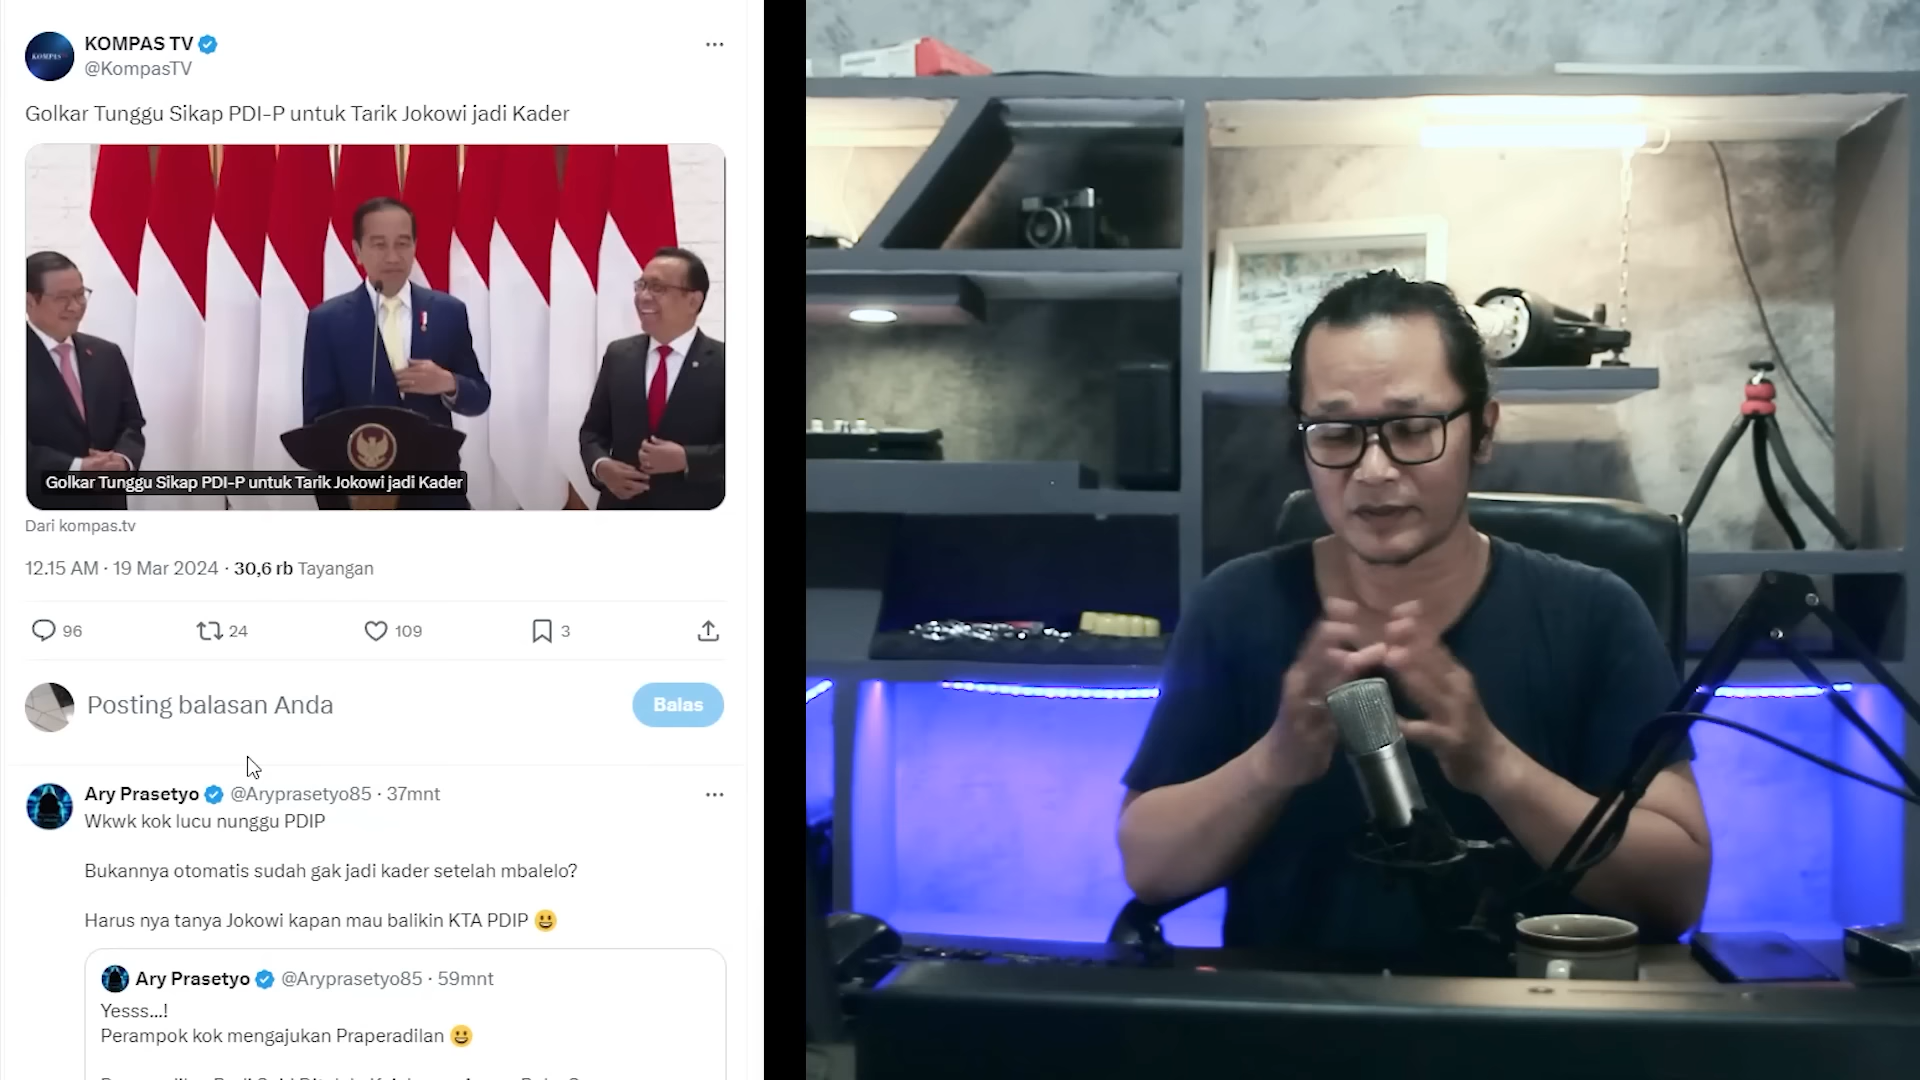 KOMPAS TV
@KompasTV
Golkar Tunggu Sikap PDI-P untuk Tarik Jokowi jadi Kader
Golkar Tunggu Sikap PDI-P untuk Tarik Jokowi jadi Kader
Dari kompas.tv
12.15 AM · 19 Mar 2024 · 30,6 rb Tayangan
96 24 109 3
Posting balasan Anda
Balas
Ary Prasetyo @Aryprasetyo85 · 37mnt
Wkwk kok lucu nunggu PDIP
Bukannya otomatis sudah gak jadi kader setelah mbalelo?
Harus nya tanya Jokowi kapan mau balikin KTA PDIP 😃
Ary Prasetyo @Aryprasetyo85 · 59mnt
Yesss...!
Perampok kok mengajukan Praperadilan 😃